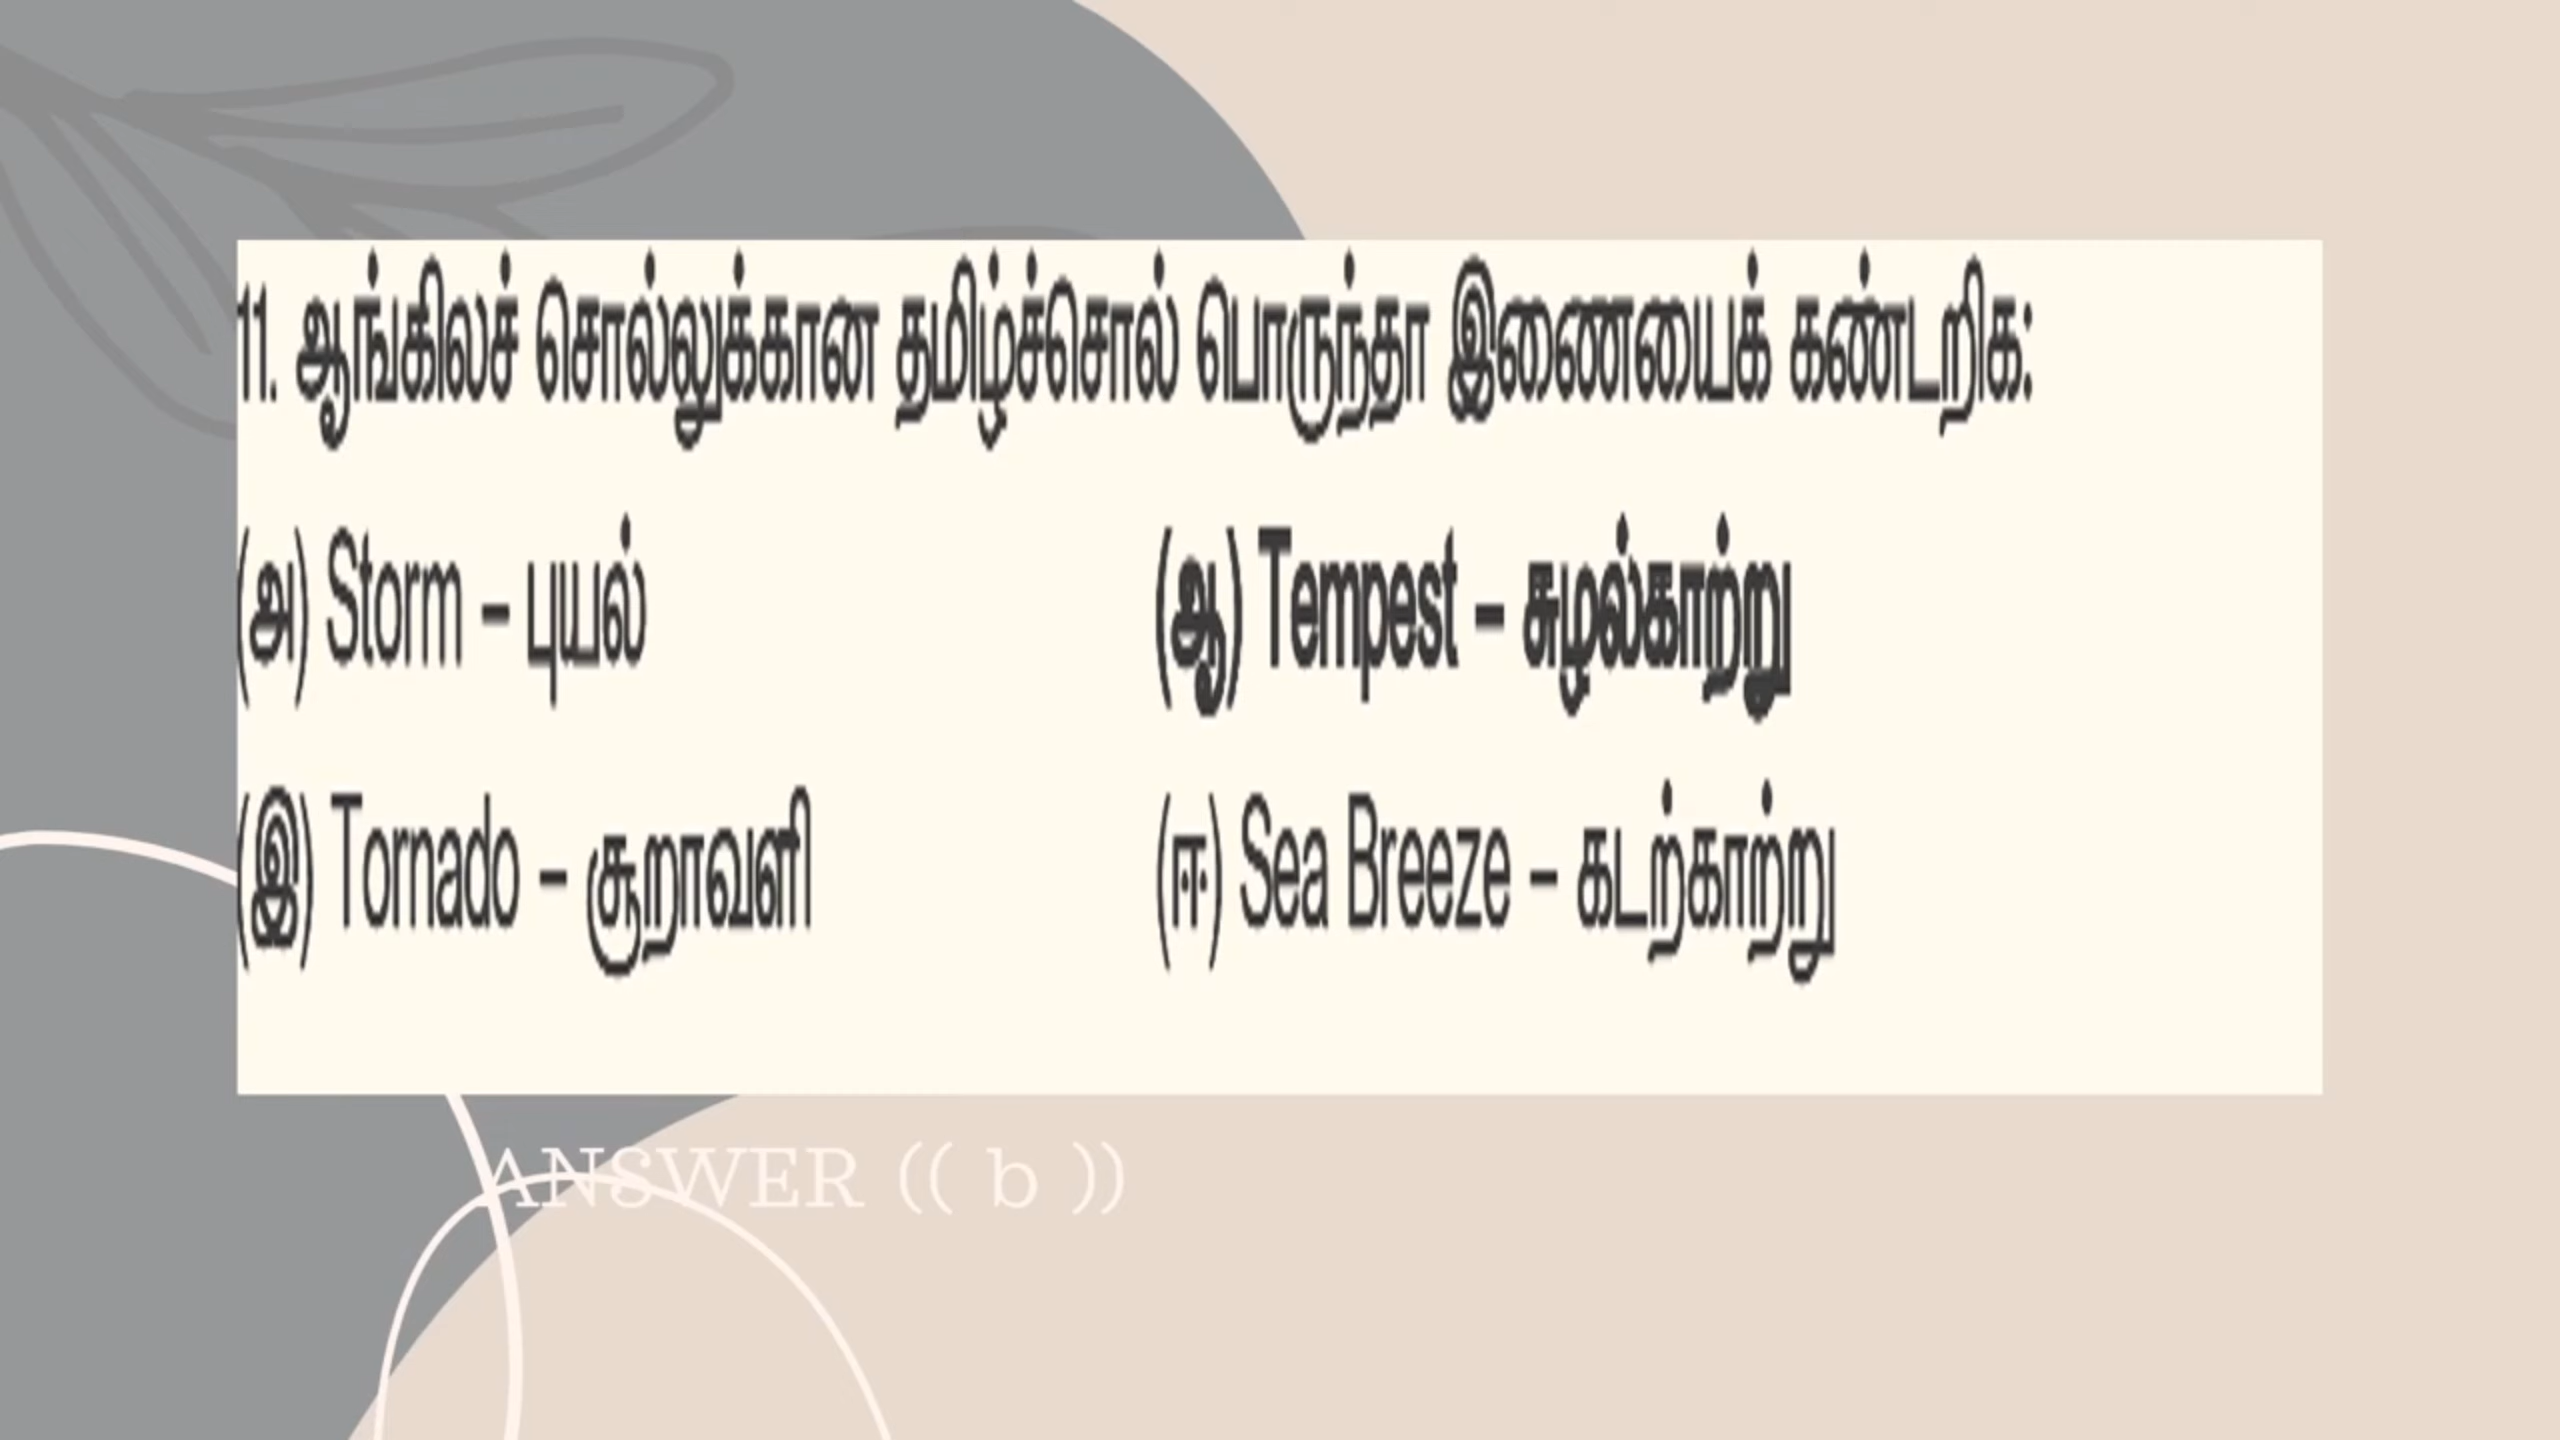 11. ஆங்கிலச் சொல்லுக்கான தமிழ்ச்சொல் பொருந்தா இணையைக் கண்டறிக:
(அ) Storm – புயல் (ஆ) Tempest – சுழல்காற்று
(இ) Tornado – சூறாவளி (ஈ) Sea Breeze – கடற்காற்று
ANSWER (( b ))